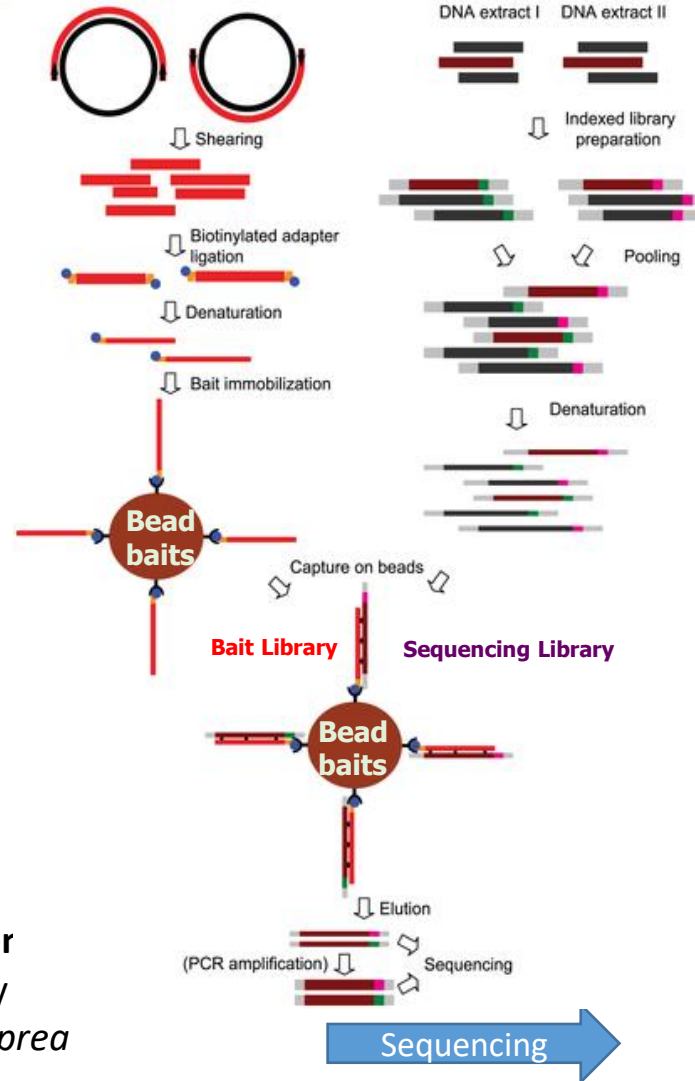 DNA extract I
DNA extract II
Shearing
Indexed library
preparation
Biotinylated adapter
ligation
Pooling
Denaturation
Bait immobilization
Denaturation
Bead
baits
Capture on beads
Bait Library
Sequencing Library
Bead
baits
Elution
(PCR amplification)
Sequencing
r
y
prea
Sequencing